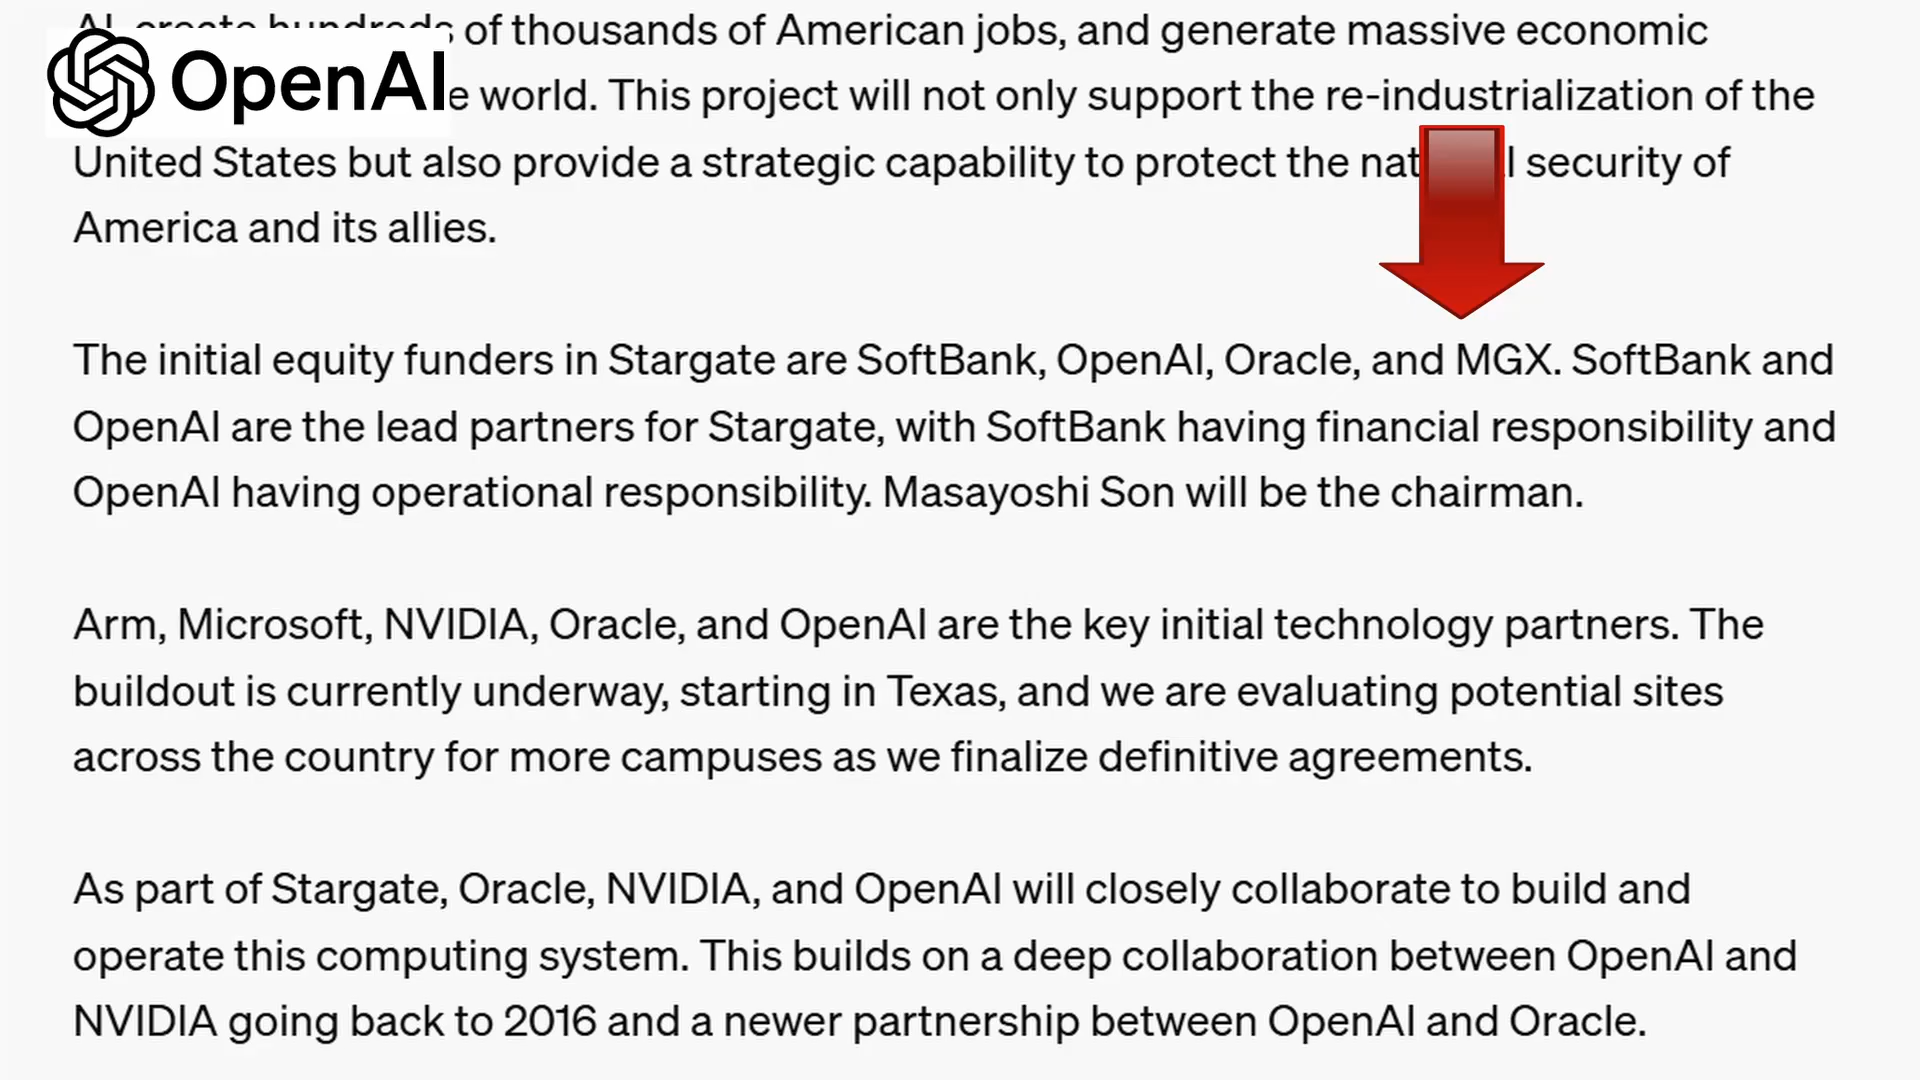 AI, create hundreds of thousands of American jobs, and generate massive economic
OpenAI
e world. This project will not only support the re-industrialization of the
United States but also provide a strategic capability to protect the nat l security of
America and its allies.
The initial equity funders in Stargate are SoftBank, OpenAI, Oracle, and MGX. SoftBank and
OpenAI are the lead partners for Stargate, with SoftBank having financial responsibility and
OpenAI having operational responsibility. Masayoshi Son will be the chairman.
Arm, Microsoft, NVIDIA, Oracle, and OpenAI are the key initial technology partners. The
buildout is currently underway, starting in Texas, and we are evaluating potential sites
across the country for more campuses as we finalize definitive agreements.
As part of Stargate, Oracle, NVIDIA, and OpenAI will closely collaborate to build and
operate this computing system. This builds on a deep collaboration between OpenAI and
NVIDIA going back to 2016 and a newer partnership between OpenAI and Oracle.